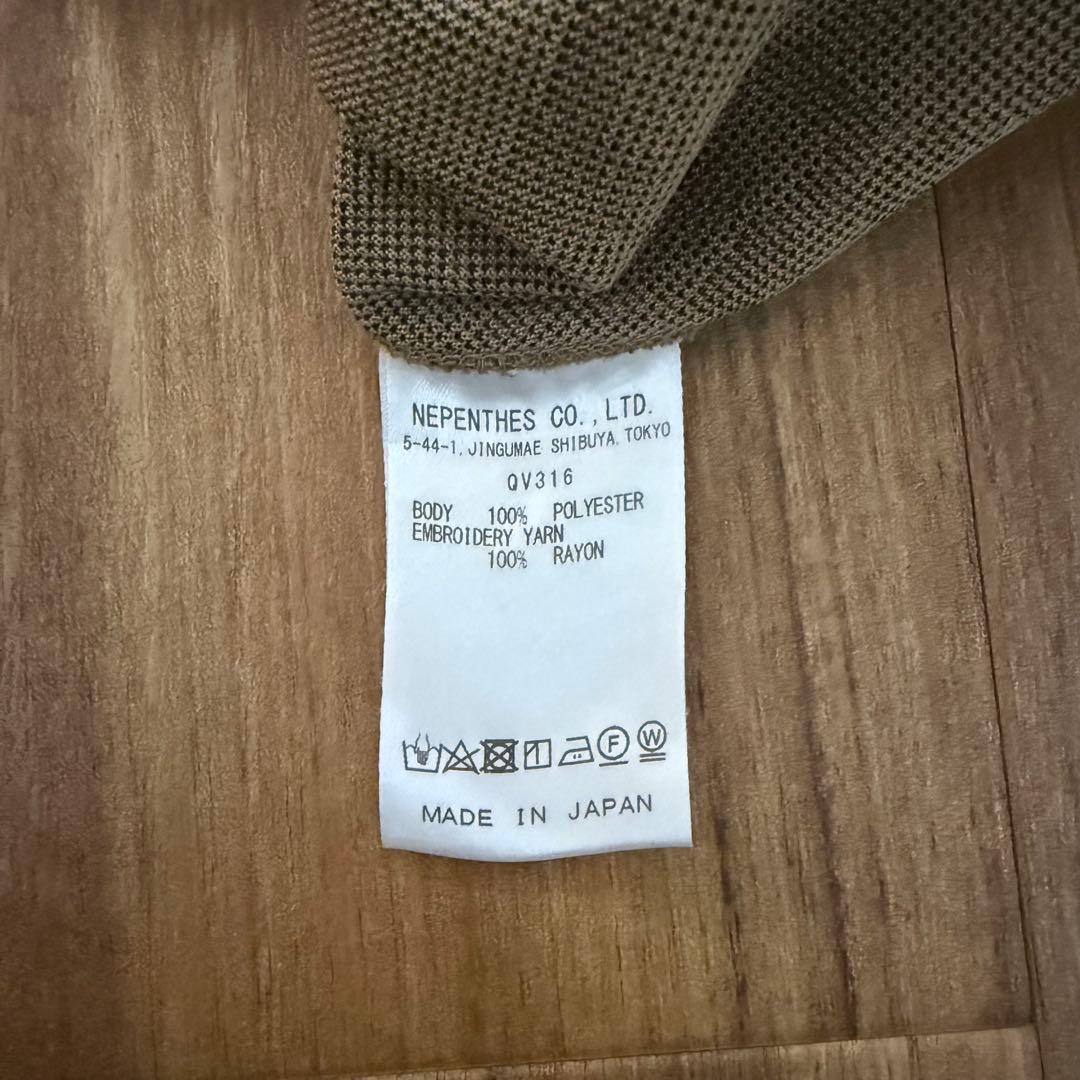 NEPENTHES CO., LTD.
5-44-1, JINGUMAE SHIBUYA, TOKYO
QV316
BODY 100% POLYESTER
EMBROIDERY YARN
100% RAYON
F W
MADE IN JAPAN